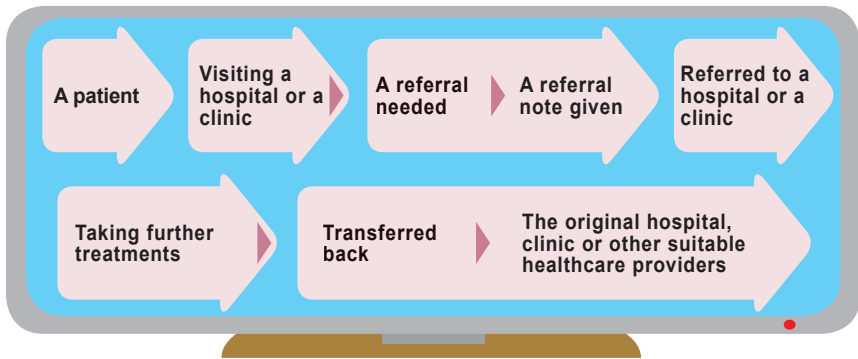 A patient
Visiting a
hospital or a
clinic
A referral
needed
A referral
note given
Referred to a
hospital or a
clinic
Taking further
treatments
Transferred
back
The original hospital,
clinic or other suitable
healthcare providers